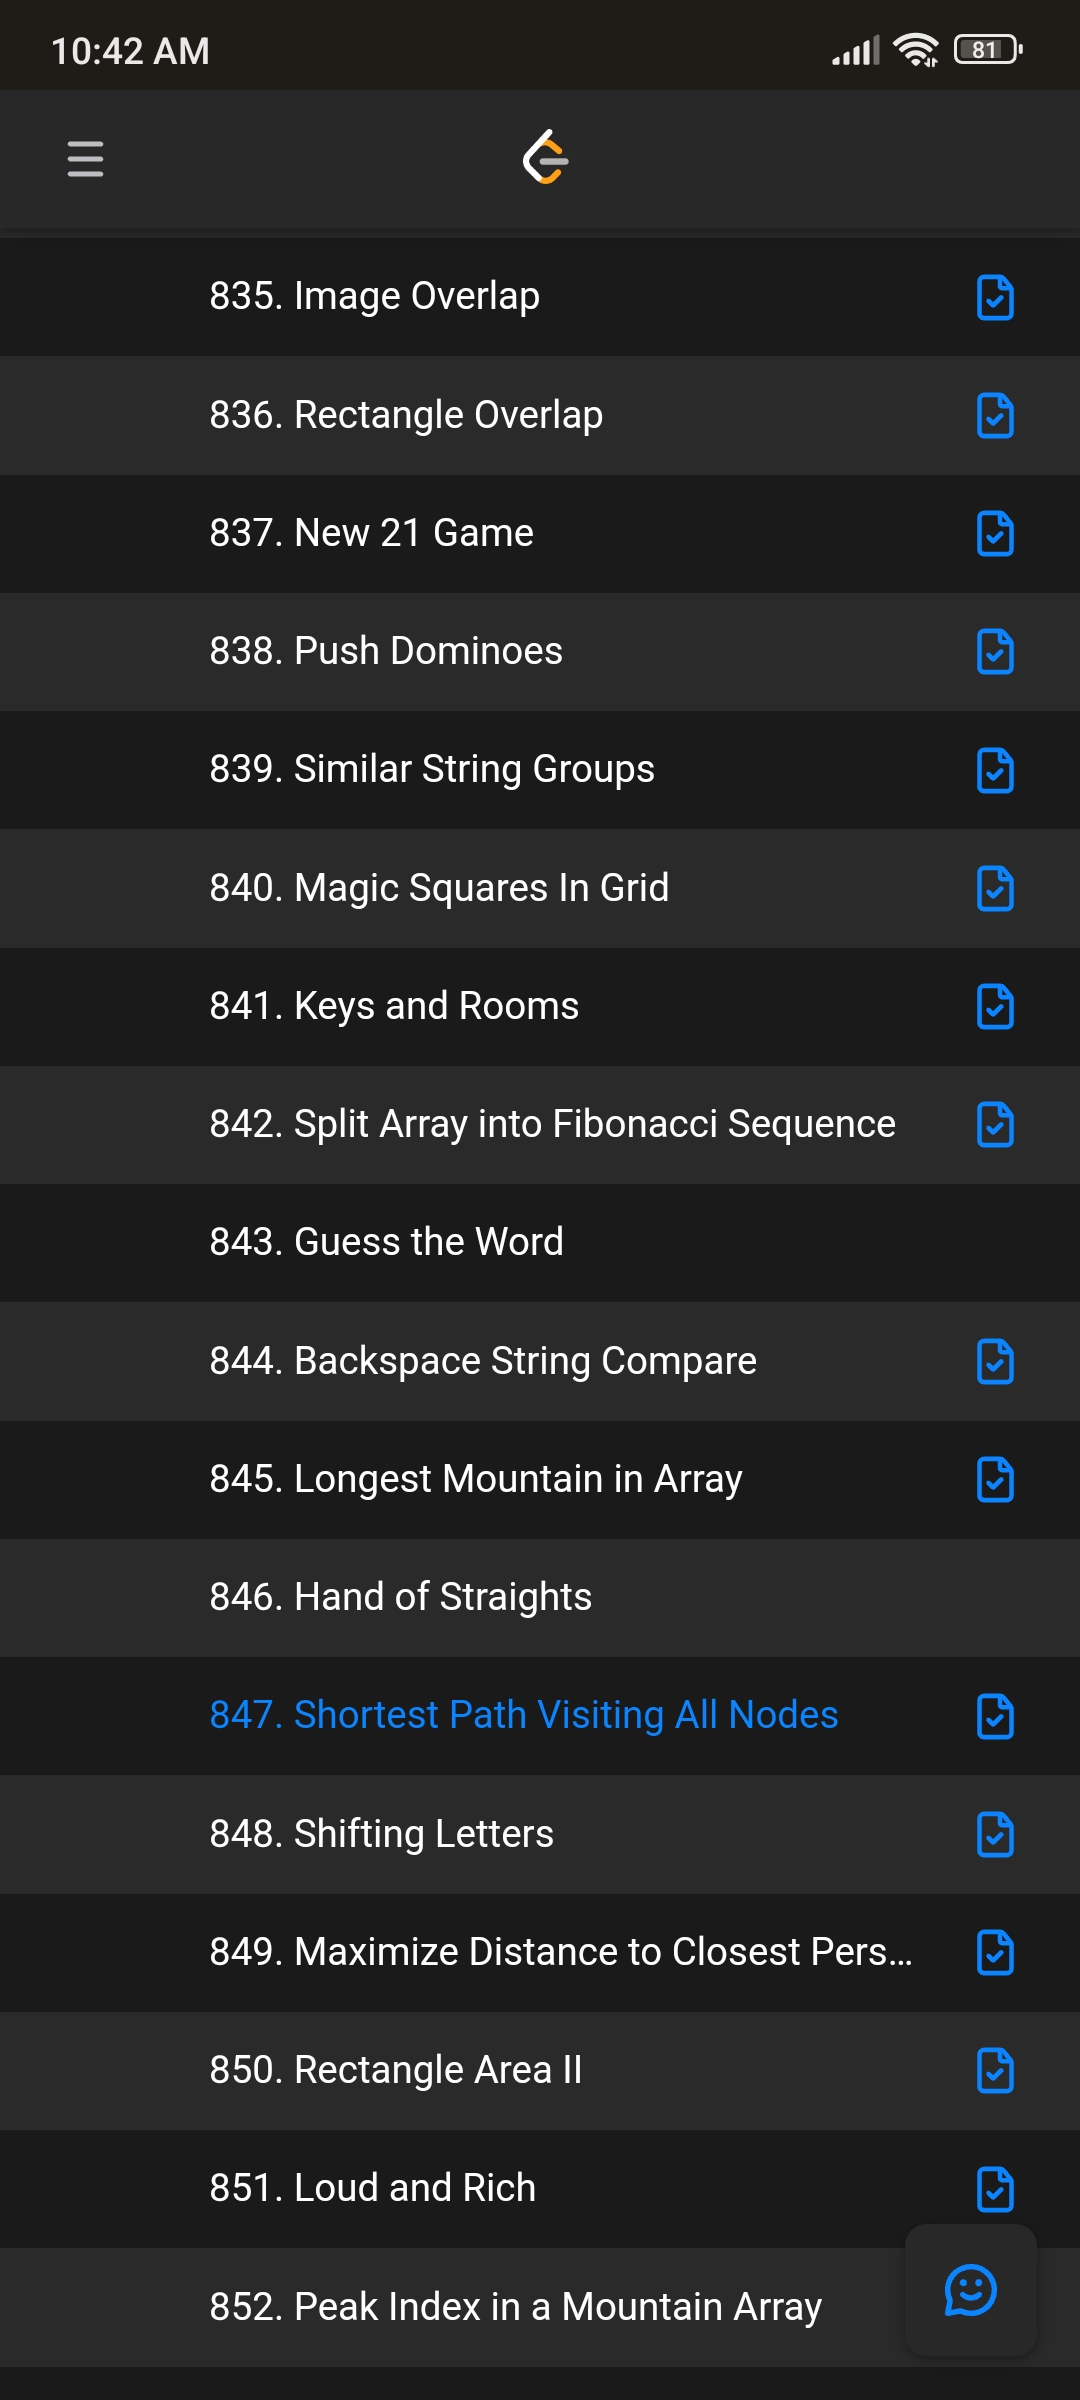 10:42 AM
81
835. Image Overlap
836. Rectangle Overlap
837. New 21 Game
838. Push Dominoes
839. Similar String Groups
840. Magic Squares In Grid
841. Keys and Rooms
842. Split Array into Fibonacci Sequence
843. Guess the Word
844. Backspace String Compare
845. Longest Mountain in Array
846. Hand of Straights
847. Shortest Path Visiting All Nodes
848. Shifting Letters
849. Maximize Distance to Closest Pers...
850. Rectangle Area II
851. Loud and Rich
852. Peak Index in a Mountain Array